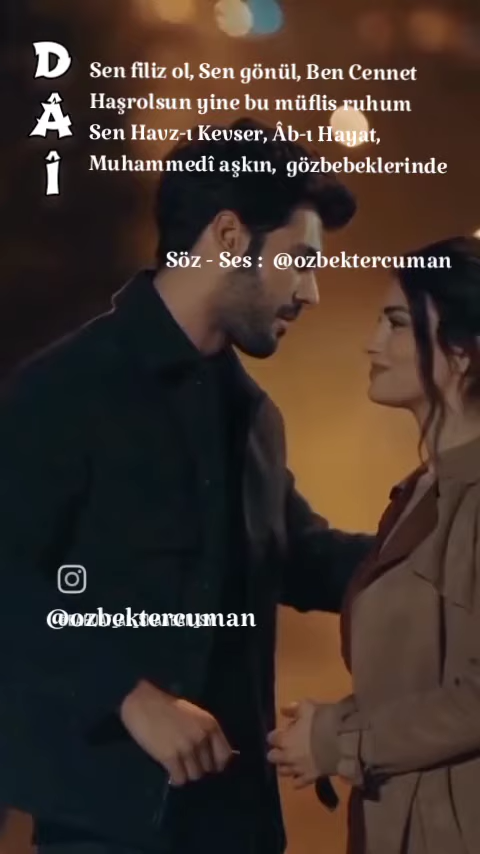 DÂÎ
Sen filiz ol, Sen gönül, Ben Cennet
Haşrolsun yine bu müflis ruhum
Sen Havz-ı Kevser, Âb-ı Hayat,
Muhammedî aşkın, gözbebeklerinde
Söz - Ses : @ozbektercuman
@ozbektercuman